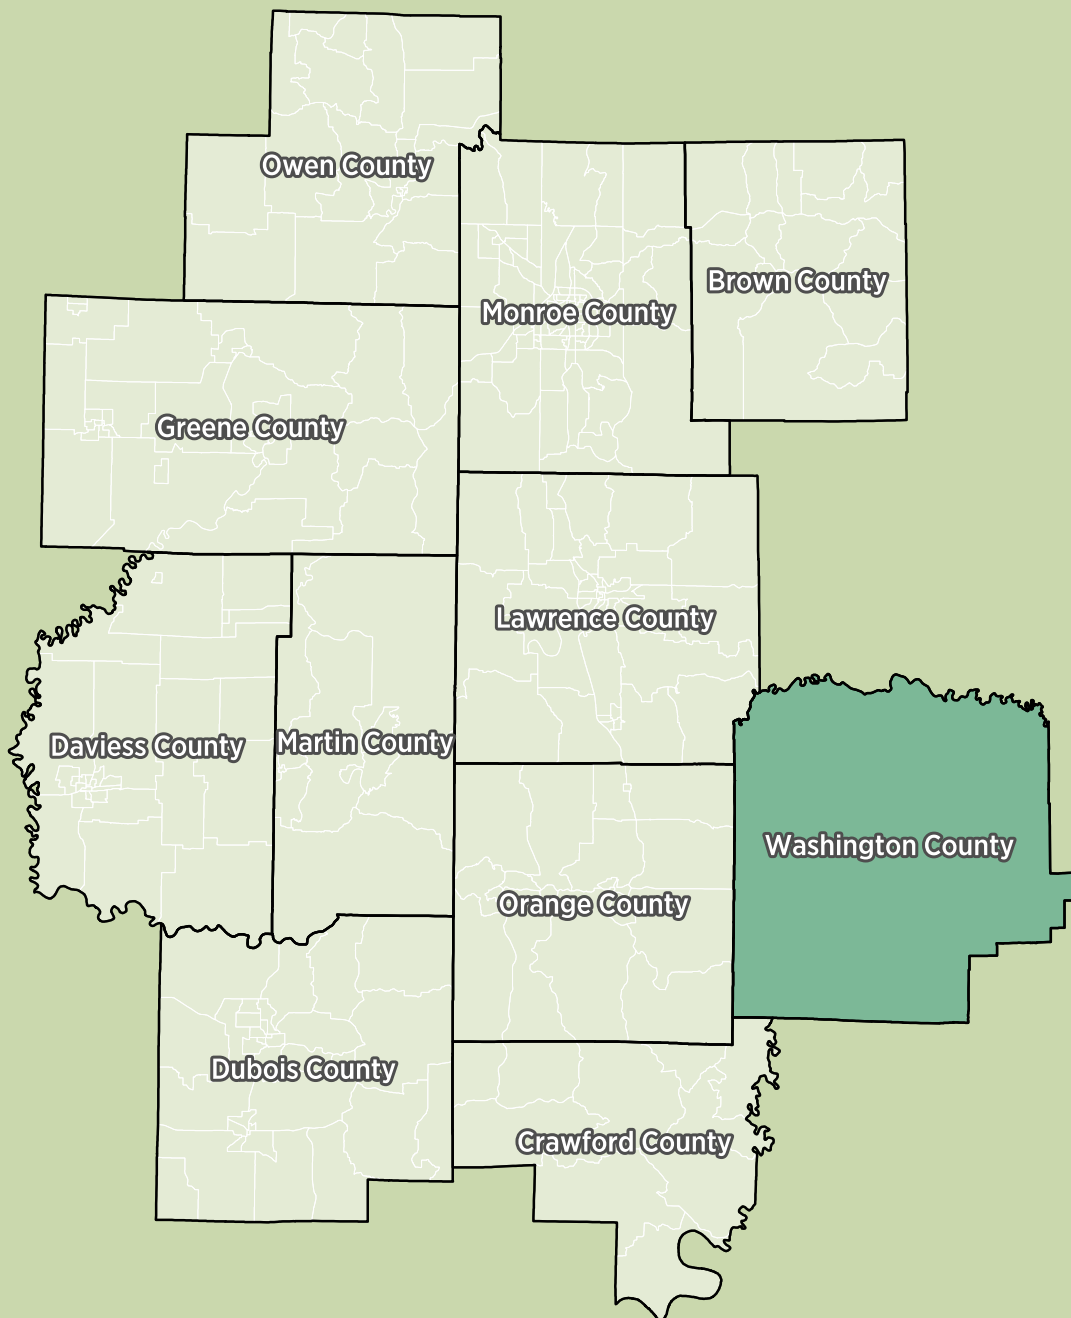 Owen County
Brown County
Monroe County
Greene County
Lawrence County
Martin County
Daviess County
Washington County
Orange County
Dubois County
Crawford County